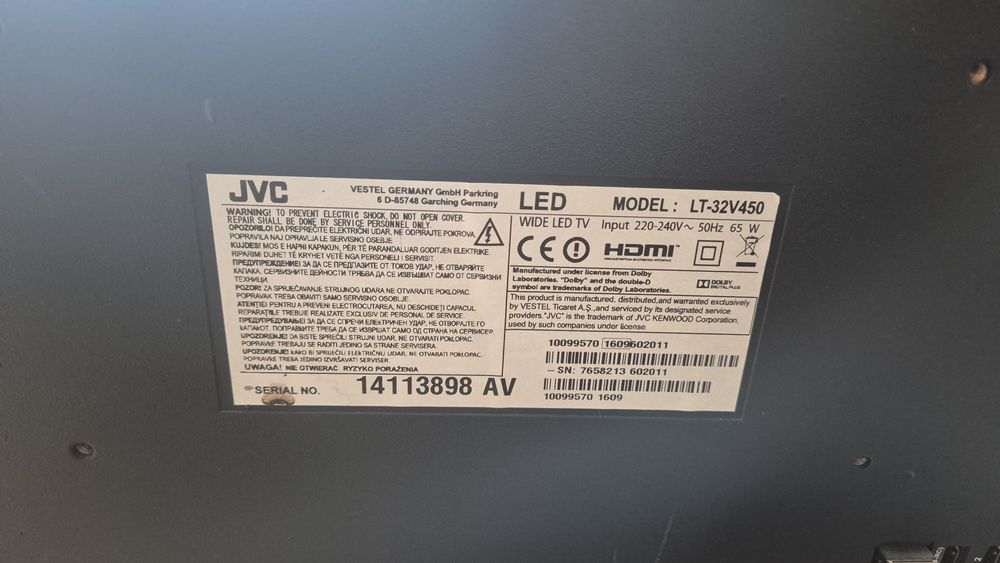 JVC
VESTEL GERMANY GmbH Parkring
6 D-85748 Garching Germany
WARNING! TO PREVENT ELECTRIC SHOCK, DO NOT OPEN COVER.
REPAIR SHALL BE DONE BY SERVICE PERSONNEL ONLY.
OPOZORILO! DA PREPREČITE ELEKTRIČNI UDAR, NE ODPIRAJTE POKROVA,
POPRAVILA NAJ OPRAVLJA LE SERVISNO OSEBJE.
KUJDES! MOS E HAPNI KAPAKUN, PËR TË PARANDALUAR GODITJEN ELEKTRIKE.
RIPARIMI DUHET TË KRYHET VETË NGA PERSONELI I SERVISIT.
ПРЕДУПРЕЖДЕНИЕ! ЗА ДА СЕ ПРЕДПАЗИТЕ ОТ ТОКОВ УДАР, НЕ ОТВАРЯЙТЕ
КАПАКА. СЕРВИЗНИТЕ ДЕЙНОСТИ ТРЯБВА ДА СЕ ИЗВЪШВАТ САМО ОТ СЕРВИЗНИ
ТЕХНИЦИ.
POZOR! ZA SPRJEČAVANJE STRUJNOG UDARA NE OTVARAJTE POKLOPAC.
POPRAVAK TREBA OBAVITI SAMO SERVISNO OSOBLJE.
ATENȚIE! PENTRU A PREVENI ELECTROCUTAREA, NU DESCHIDEȚI CAPACUL
REPARAȚIILE TREBUIE REALIZATE EXCLUSIV DE PERSONAL DE SERVICE.
ПРЕДУПРЕДУВАЊЕ! ЗА ДА СЕ СПРЕЧИ ЕЛЕКТРИЧЕН УДАР, НЕ ОТВОРАЈТЕ ГО
КАПАКОТ. ПОПРАВКИТЕ ТРЕБА ДА СЕ ИЗВРШАТ САМО ОД СТРАНА НА СЕРВИСЕР.
UPOZORENJE! DA BISTE SPREČILI STRUJNI UDAR, NE OTVARATI POKLOPAC.
POPRAVKE TREBAJU SE RADITI JEDINO OD STRANE SERVISERA.
UPOZORENJE! KAKO BI SPRIJEČILI ELEKTRIČNU UDAR, NE OTVARATI POKLOPAC.
POPRAVKE TREBA JEDINO IZVRŠAVATI SERVISER.
UWAGA! NIE OTWIERAĆ RYZYKO PORAŻENIA
SERIAL NO. 14113898 AV
LED MODEL : LT-32V450
WIDE LED TV Input 220-240V~ 50Hz 65 W
CE HDMI
HIGH-DEFINITION MULTIMEDIA INTERFACE
Manufactured under license from Dolby
Laboratories. "Dolby" and the double-D
symbol are trademarks of Dolby Laboratories.
DOLBY
DIGITAL PLUS
This product is manufactured, distributed,and warranted exclusively
by VESTEL Ticaret A.Ş.,and serviced by its designated service
providers."JVC" is the trademark of JVC KENWOOD Corporation,
used by such companies under license.
10099570 1609602011
– SN: 7658213 602011
10099570 1609